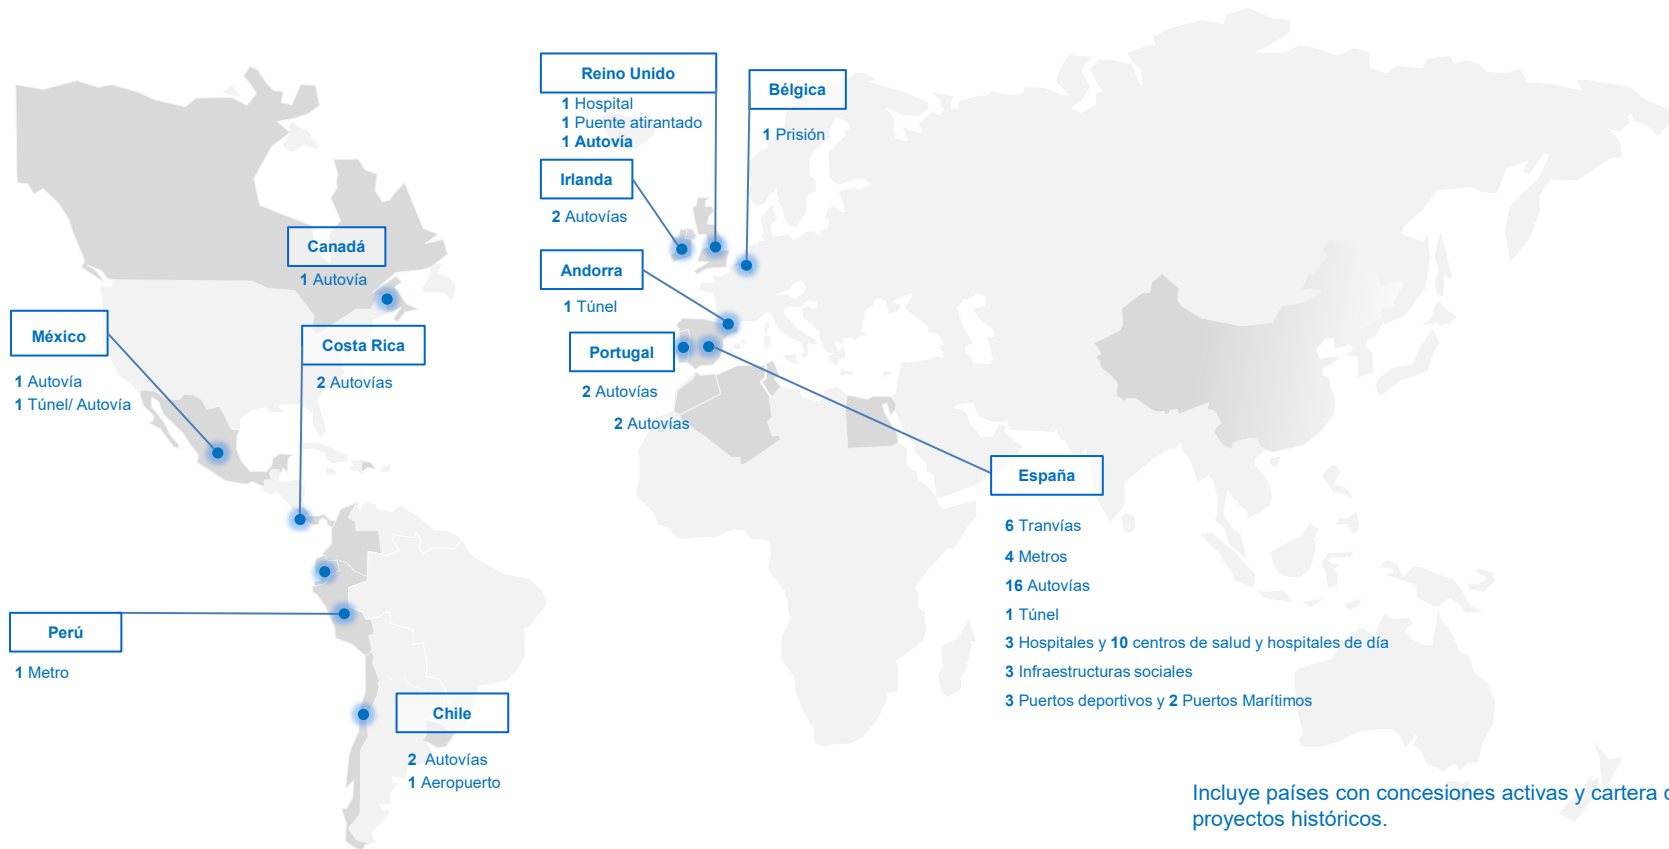 Reino Unido
1 Hospital
1 Puente atirantado
1 Autovía
Bélgica
1 Prisión
Irlanda
2 Autovías
Canadá
1 Autovía
Andorra
1 Túnel
México
1 Autovía
1 Túnel/ Autovía
Costa Rica
2 Autovías
Portugal
2 Autovías
2 Autovías
España
6 Tranvías
4 Metros
16 Autovías
1 Túnel
3 Hospitales y 10 centros de salud y hospitales de día
3 Infraestructuras sociales
3 Puertos deportivos y 2 Puertos Marítimos
Perú
1 Metro
Chile
2 Autovías
1 Aeropuerto
Incluye países con concesiones activas y cartera
proyectos históricos.